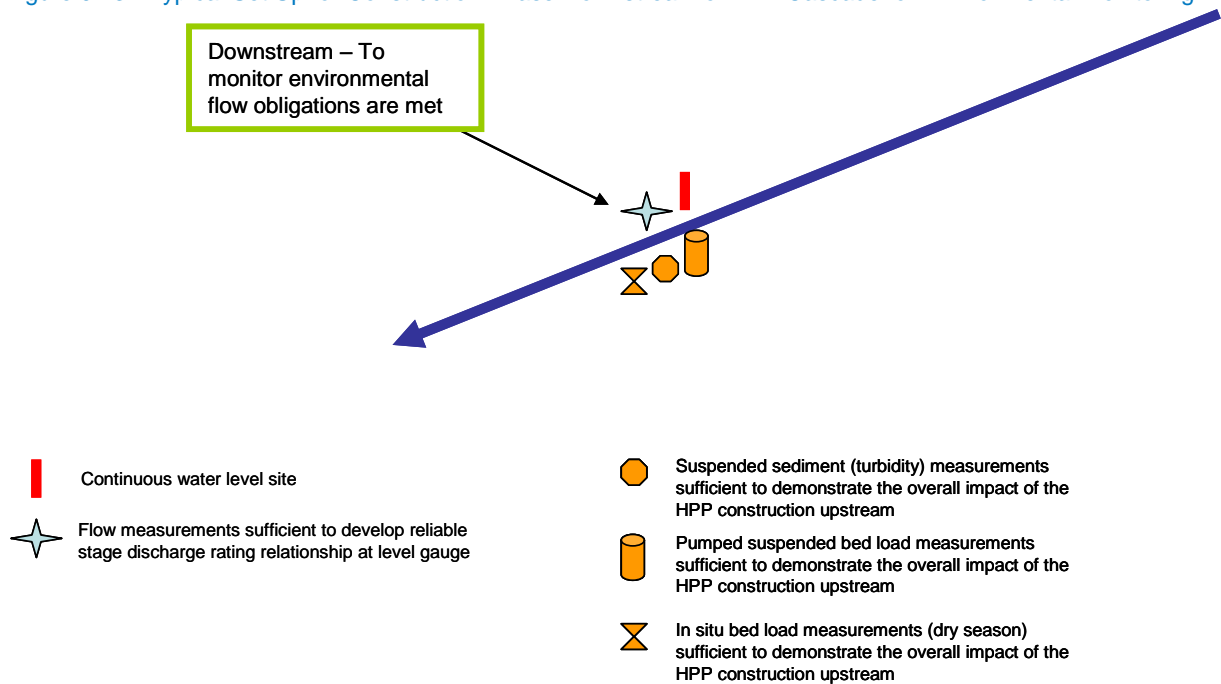 Downstream – To
monitor environmental
flow obligations are met
Continuous water level site
Flow measurements sufficient to develop reliable
stage discharge rating relationship at level gauge
Suspended sediment (turbidity) measurements
sufficient to demonstrate the overall impact of the
HPP construction upstream
Pumped suspended bed load measurements
sufficient to demonstrate the overall impact of the
HPP construction upstream
In situ bed load measurements (dry season)
sufficient to demonstrate the overall impact of the
HPP construction upstream